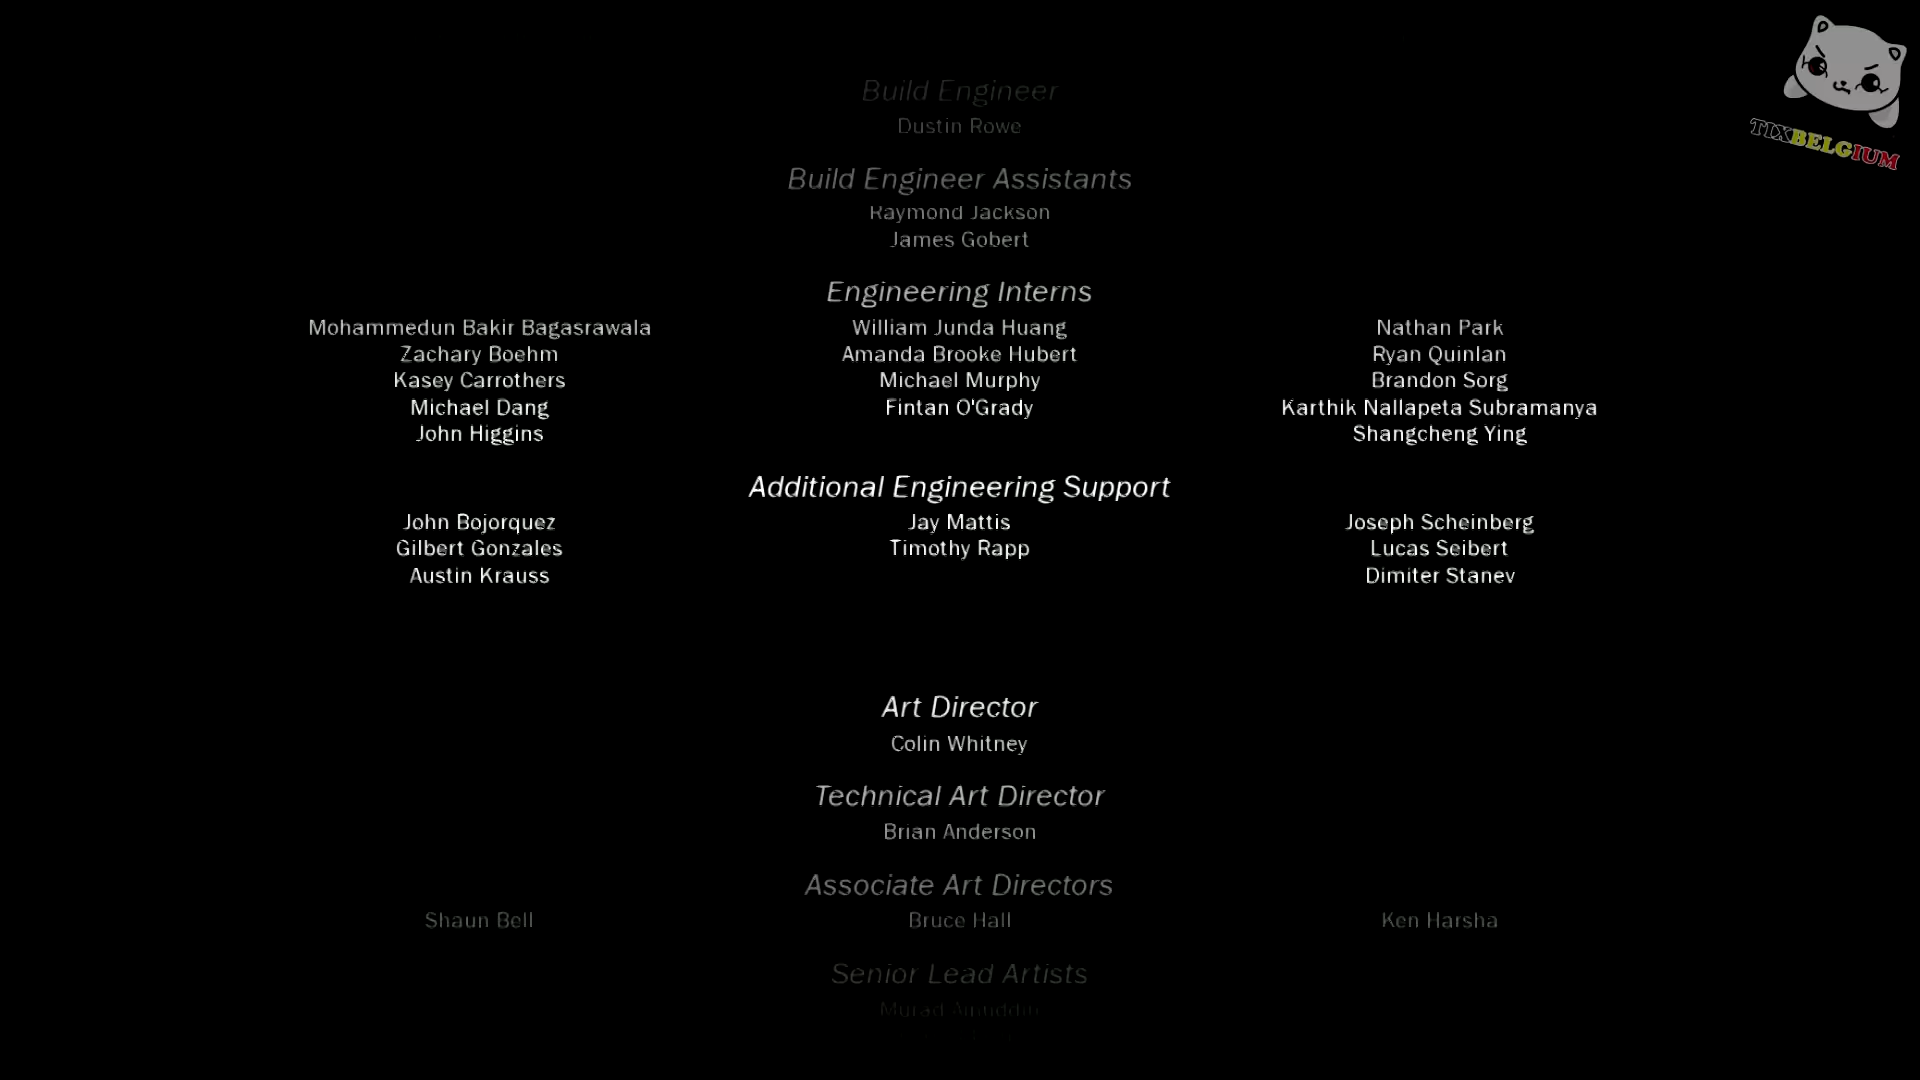 Build Engineer
Dustin Rowe
Build Engineer Assistants
Raymond Jackson
James Gobert
Engineering Interns
Mohammedun Bakir Bagasrawala William Junda Huang Nathan Park
Zachary Boehm Amanda Brooke Hubert Ryan Quinlan
Kasey Carrothers Michael Murphy Brandon Sorg
Michael Dang Fintan O'Grady Karthik Nallapeta Subramanya
John Higgins Shangcheng Ying
Additional Engineering Support
John Bojorquez Jay Mattis Joseph Scheinberg
Gilbert Gonzales Timothy Rapp Lucas Seibert
Austin Krauss Dimiter Stanev
Art Director
Colin Whitney
Technical Art Director
Brian Anderson
Associate Art Directors
Shaun Bell Bruce Hall Ken Harsha
Senior Lead Artists
Murad
TIXBELGIUM